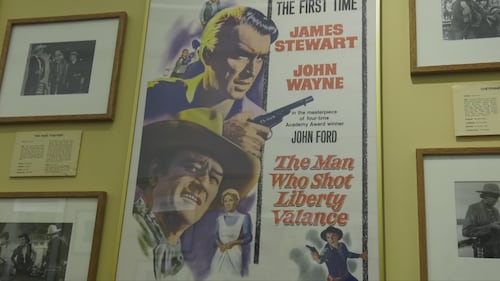 THE FIRST TIME
JAMES
STEWART
JOHN
WAYNE
in the masterpiece
of four-time
Academy Award winner
JOHN FORD
The Man
Who Shot
Liberty
Valance